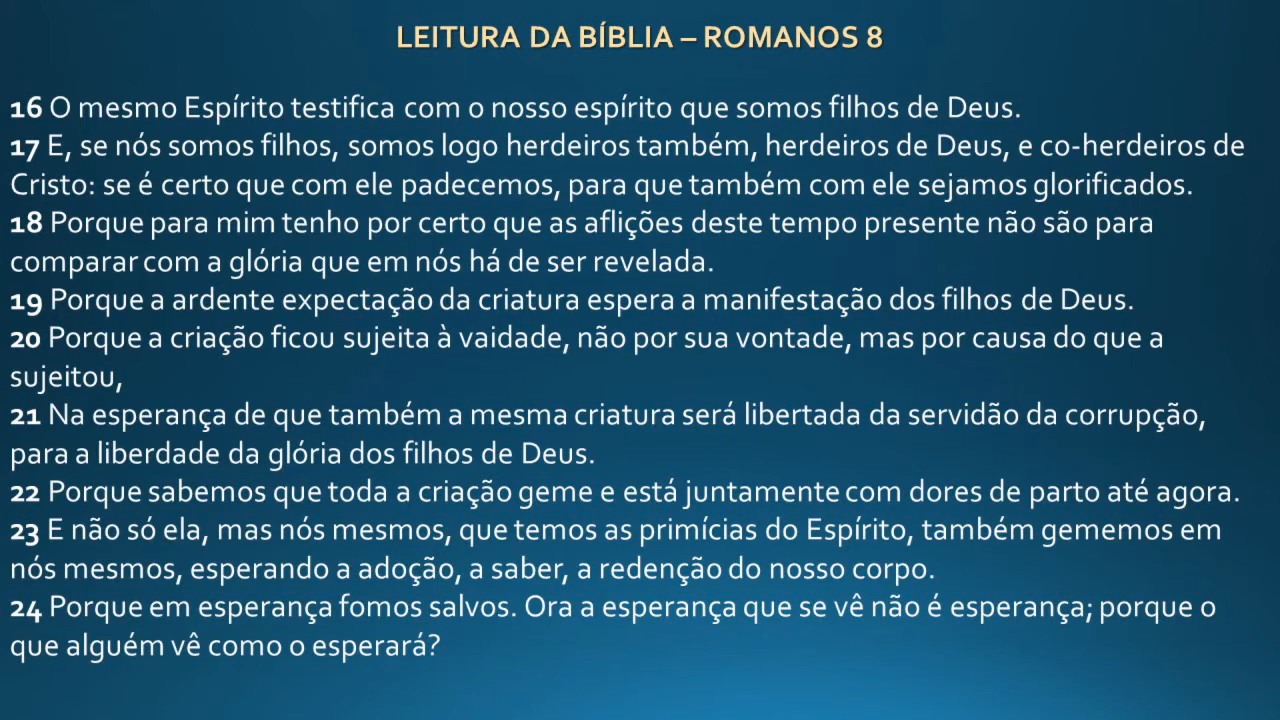 LEITURA DA BÍBLIA – ROMANOS 8
16 O mesmo Espírito testifica com o nosso espírito que somos filhos de Deus.
17 E, se nós somos filhos, somos logo herdeiros também, herdeiros de Deus, e co-herdeiros de
Cristo: se é certo que com ele padecemos, para que também com ele sejamos glorificados.
18 Porque para mim tenho por certo que as aflições deste tempo presente não são para
comparar com a glória que em nós há de ser revelada.
19 Porque a ardente expectação da criatura espera a manifestação dos filhos de Deus.
20 Porque a criação ficou sujeita à vaidade, não por sua vontade, mas por causa do que a
sujeitou,
21 Na esperança de que também a mesma criatura será libertada da servidão da corrupção,
para a liberdade da glória dos filhos de Deus.
22 Porque sabemos que toda a criação geme e está juntamente com dores de parto até agora.
23 E não só ela, mas nós mesmos, que temos as primícias do Espírito, também gememos em
nós mesmos, esperando a adoção, a saber, a redenção do nosso corpo.
24 Porque em esperança fomos salvos. Ora a esperança que se vê não é esperança; porque o
que alguém vê como o esperará?